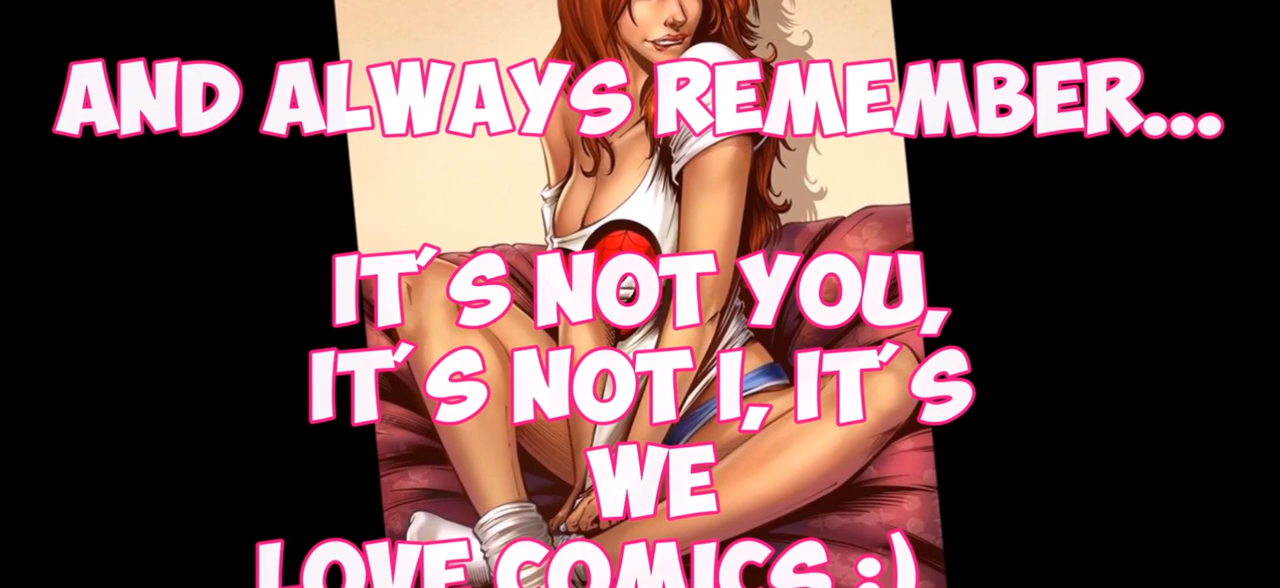 AND ALWAYS REMEMBER...
IT'S NOT YOU,
IT'S NOT I, IT'S
WE
LOVE COMICS :)